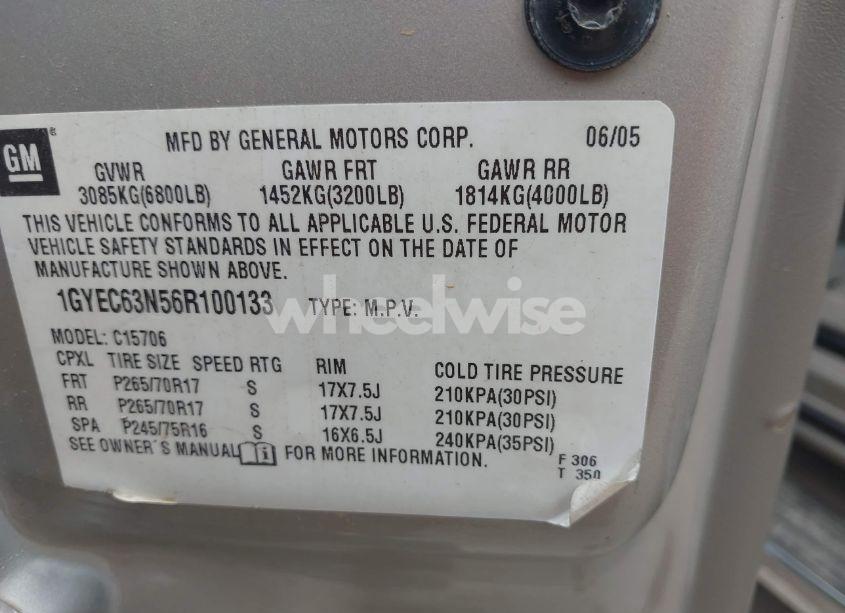 GM
®
MFD BY GENERAL MOTORS CORP. 06/05
GVWR GAWR FRT GAWR RR
3085KG(6800LB) 1452KG(3200LB) 1814KG(4000LB)
THIS VEHICLE CONFORMS TO ALL APPLICABLE U.S. FEDERAL MOTOR
VEHICLE SAFETY STANDARDS IN EFFECT ON THE DATE OF
MANUFACTURE SHOWN ABOVE.
1GYEC63N56R100133 TYPE: M.P.V.
wheelwise
MODEL: C15706
CPXL TIRE SIZE SPEED RTG RIM COLD TIRE PRESSURE
FRT P265/70R17 S 17X7.5J 210KPA(30PSI)
RR P265/70R17 S 17X7.5J 210KPA(30PSI)
SPA P245/75R16 S 16X6.5J 240KPA(35PSI)
SEE OWNER'S MANUAL FOR MORE INFORMATION.
F 306
T 350